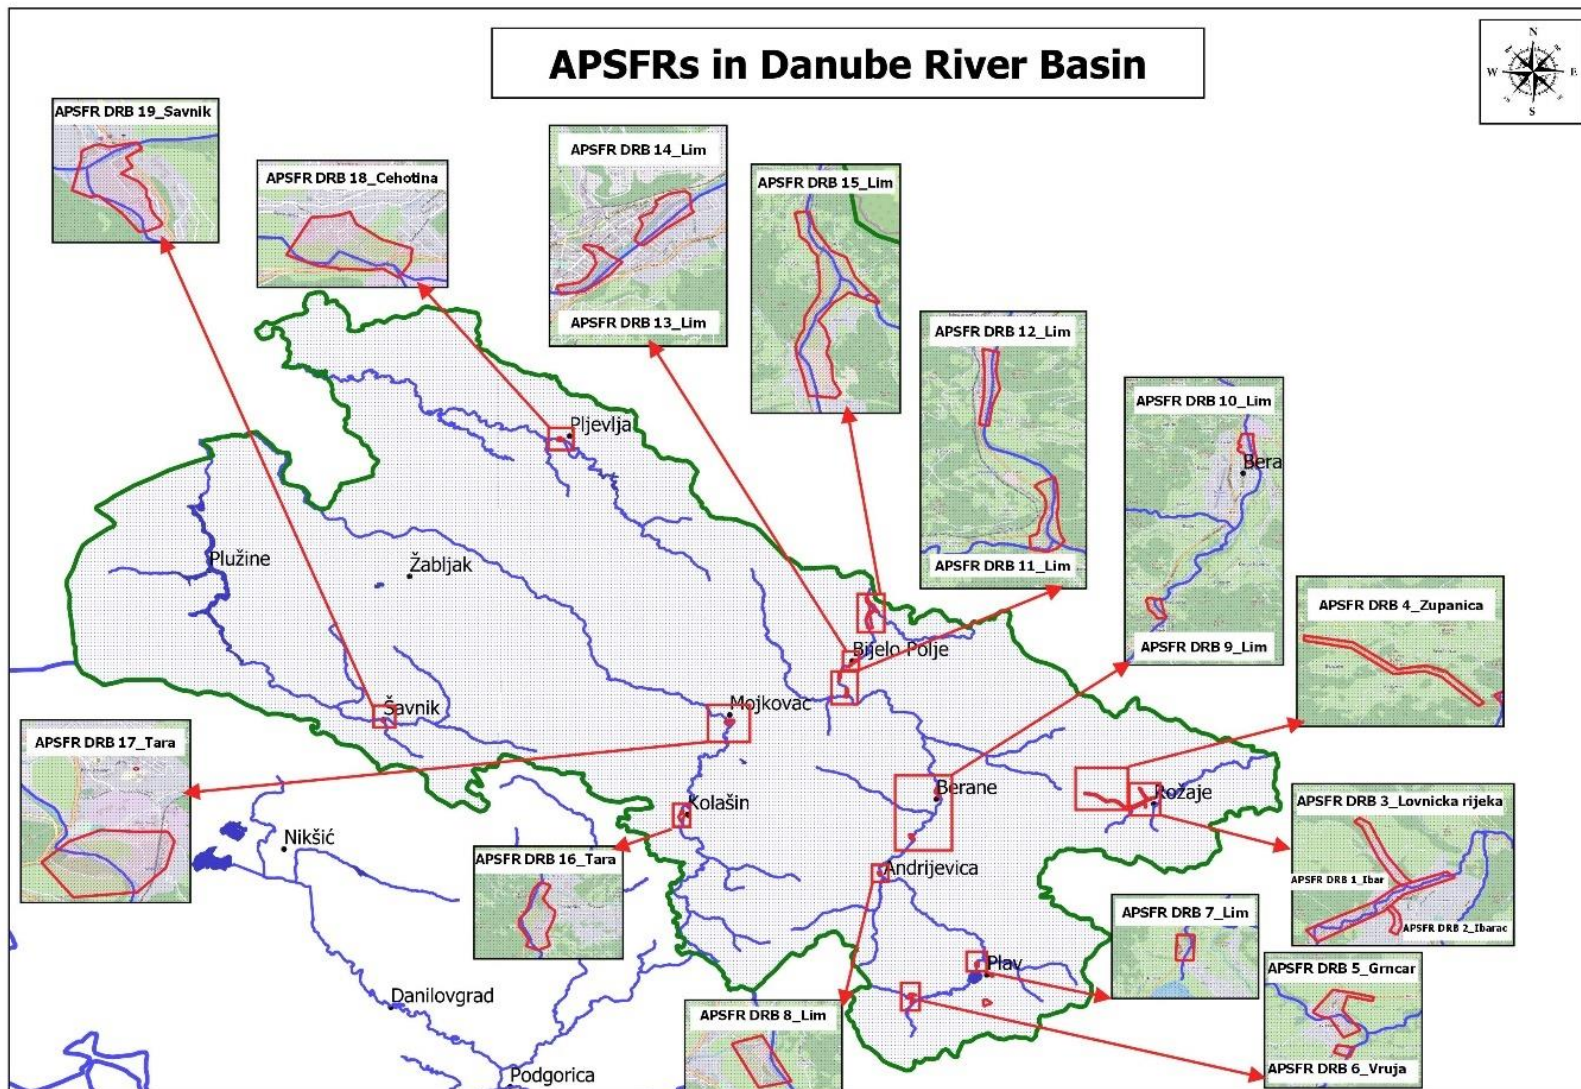 APSFRs in Danube River Basin
N
W
E
S
APSFR DRB 19_Savnik
APSFR DRB 18_Cehotina
APSFR DRB 14_Lim
APSFR DRB 13_Lim
APSFR DRB 15_Lim
APSFR DRB 12_Lim
APSFR DRB 11_Lim
APSFR DRB 10_Lim
Bera
APSFR DRB 9_Lim
APSFR DRB 4_Zupanica
Pljevlja
Plužine
Žabljak
Bijelo Polje
Šavnik
Mojkovac
APSFR DRB 17_Tara
Berane
Rožaje
Kolašin
APSFR DRB 3_Lovnicka rijeka
APSFR DRB 1_Ibar
APSFR DRB 2_Ibarac
Nikšić
APSFR DRB 16_Tara
Andrijevica
APSFR DRB 7_Lim
Plav
APSFR DRB 5_Grncar
APSFR DRB 6_Vruja
Danilovgrad
APSFR DRB 8_Lim
Podgorica